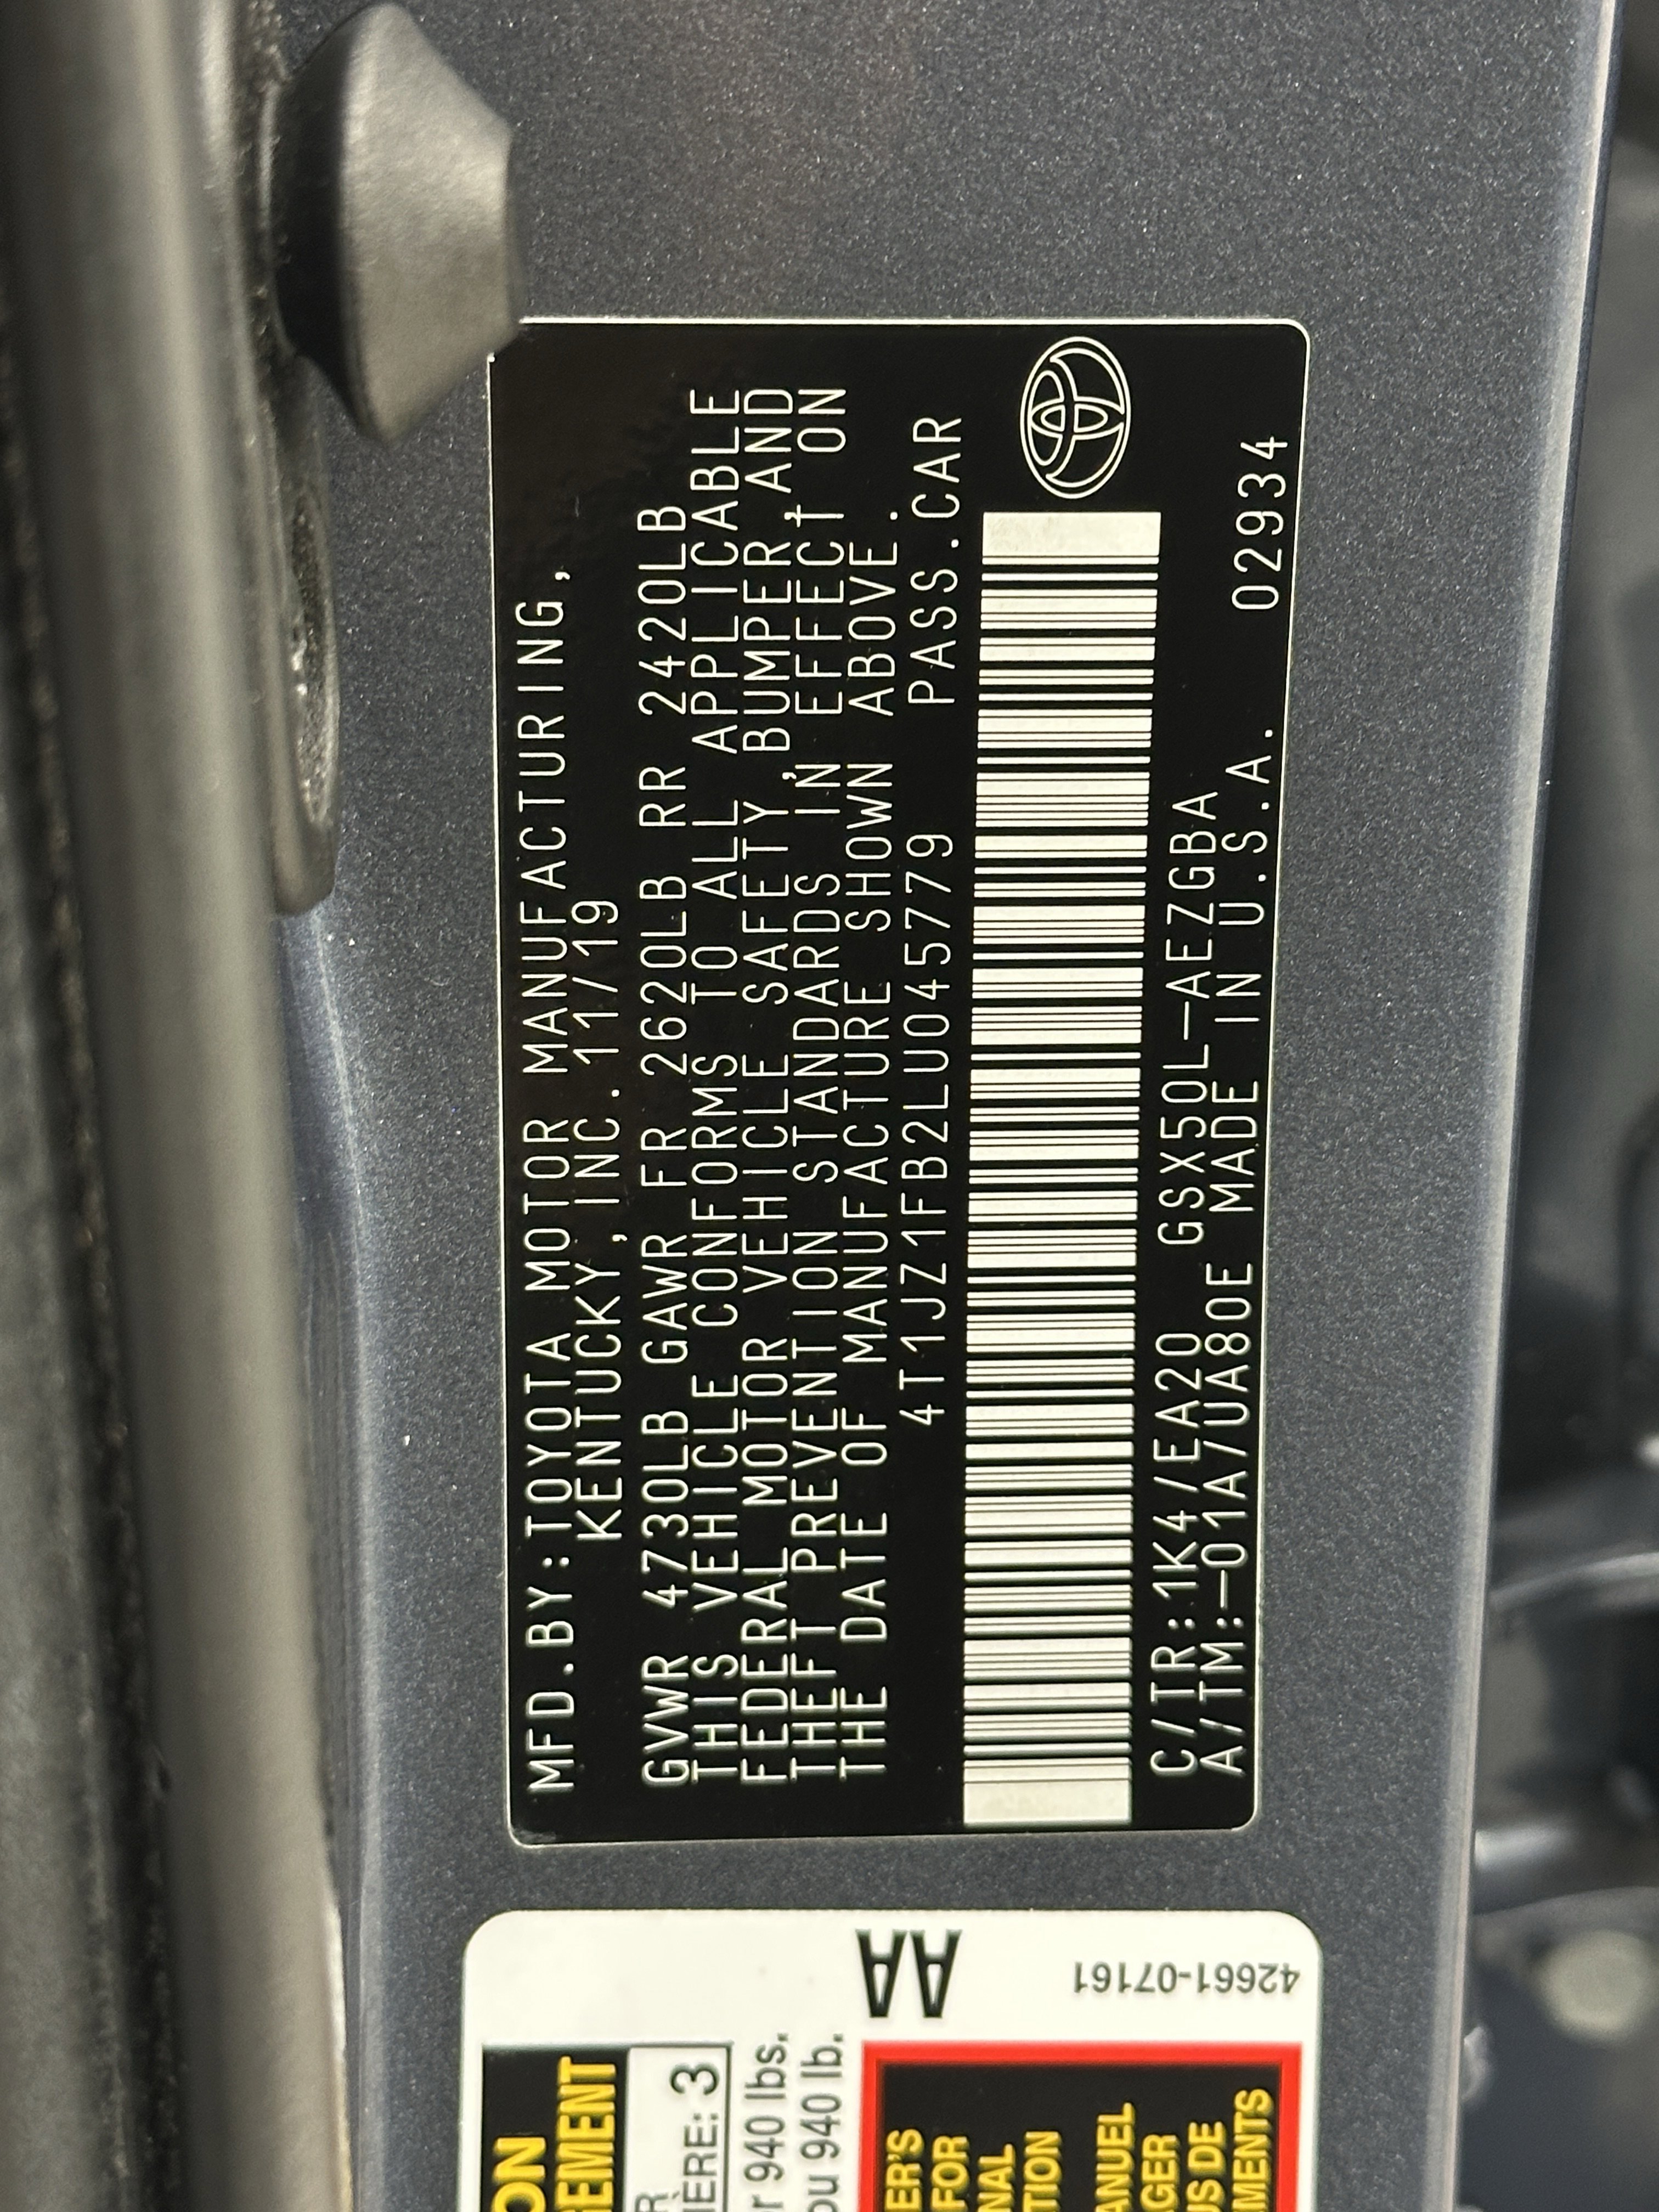 MFD.BY:TOYOTA MOTOR MANUFACTURING,
KENTUCKY,INC.11/19
GVWR 4730LB GAWR FR 2620LB RR 2420LB
THIS VEHICLE CONFORMS TO ALL APPLICABLE
FEDERAL MOTOR VEHICLE SAFETY,BUMPER,AND
THEFT PREVENTION STANDARDS IN EFFECT ON
THE DATE OF MANUFACTURE SHOWN ABOVE.
4T1JZ1FB2LU045779 PASS.CAR
C/TR:1K4/EA20 GSX50L-AEZGBA
A/TM:-01A/UA80E MADE IN U.S.A. 02934
AA
42661-07161
3
940 lbs.
940 lb.
FOR